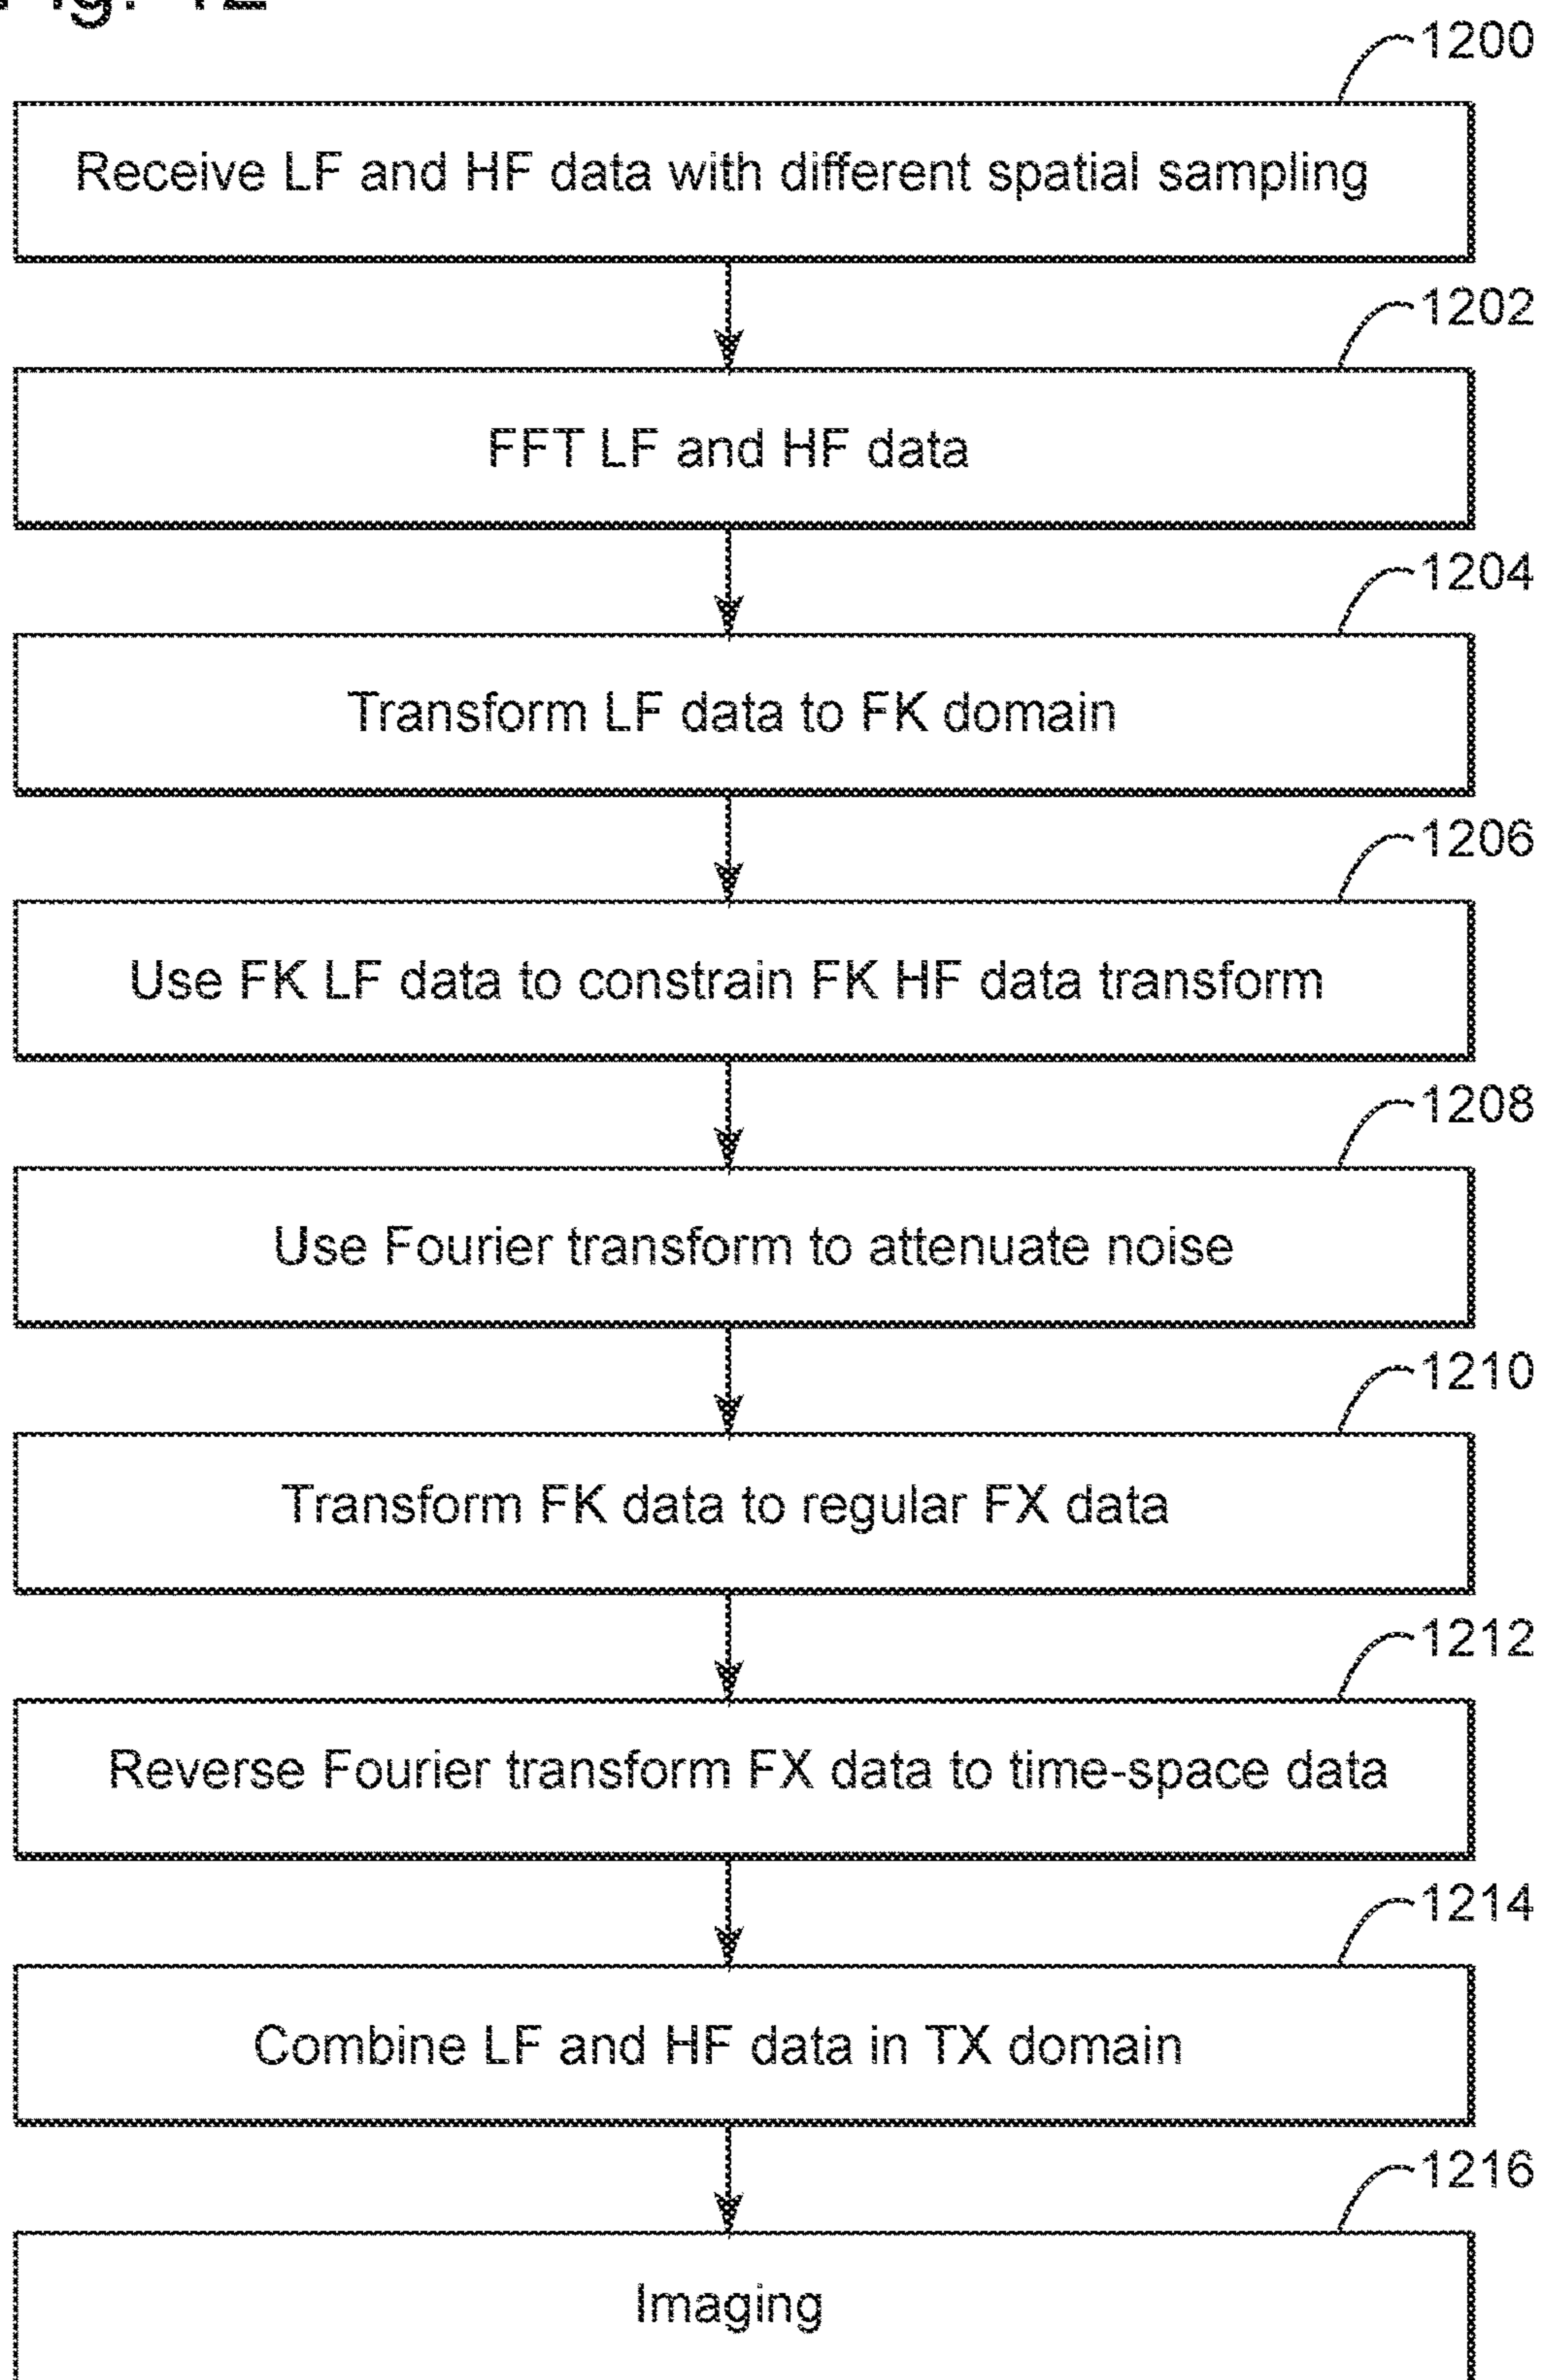 Fig. 12
1200
Receive LF and HF data with different spatial sampling
1202
FFT LF and HF data
1204
Transform LF data to FK domain
1206
Use FK LF data to constrain FK HF data transform
1208
Use Fourier transform to attenuate noise
1210
Transform FK data to regular FX data
1212
Reverse Fourier transform FX data to time-space data
1214
Combine LF and HF data in TX domain
1216
Imaging